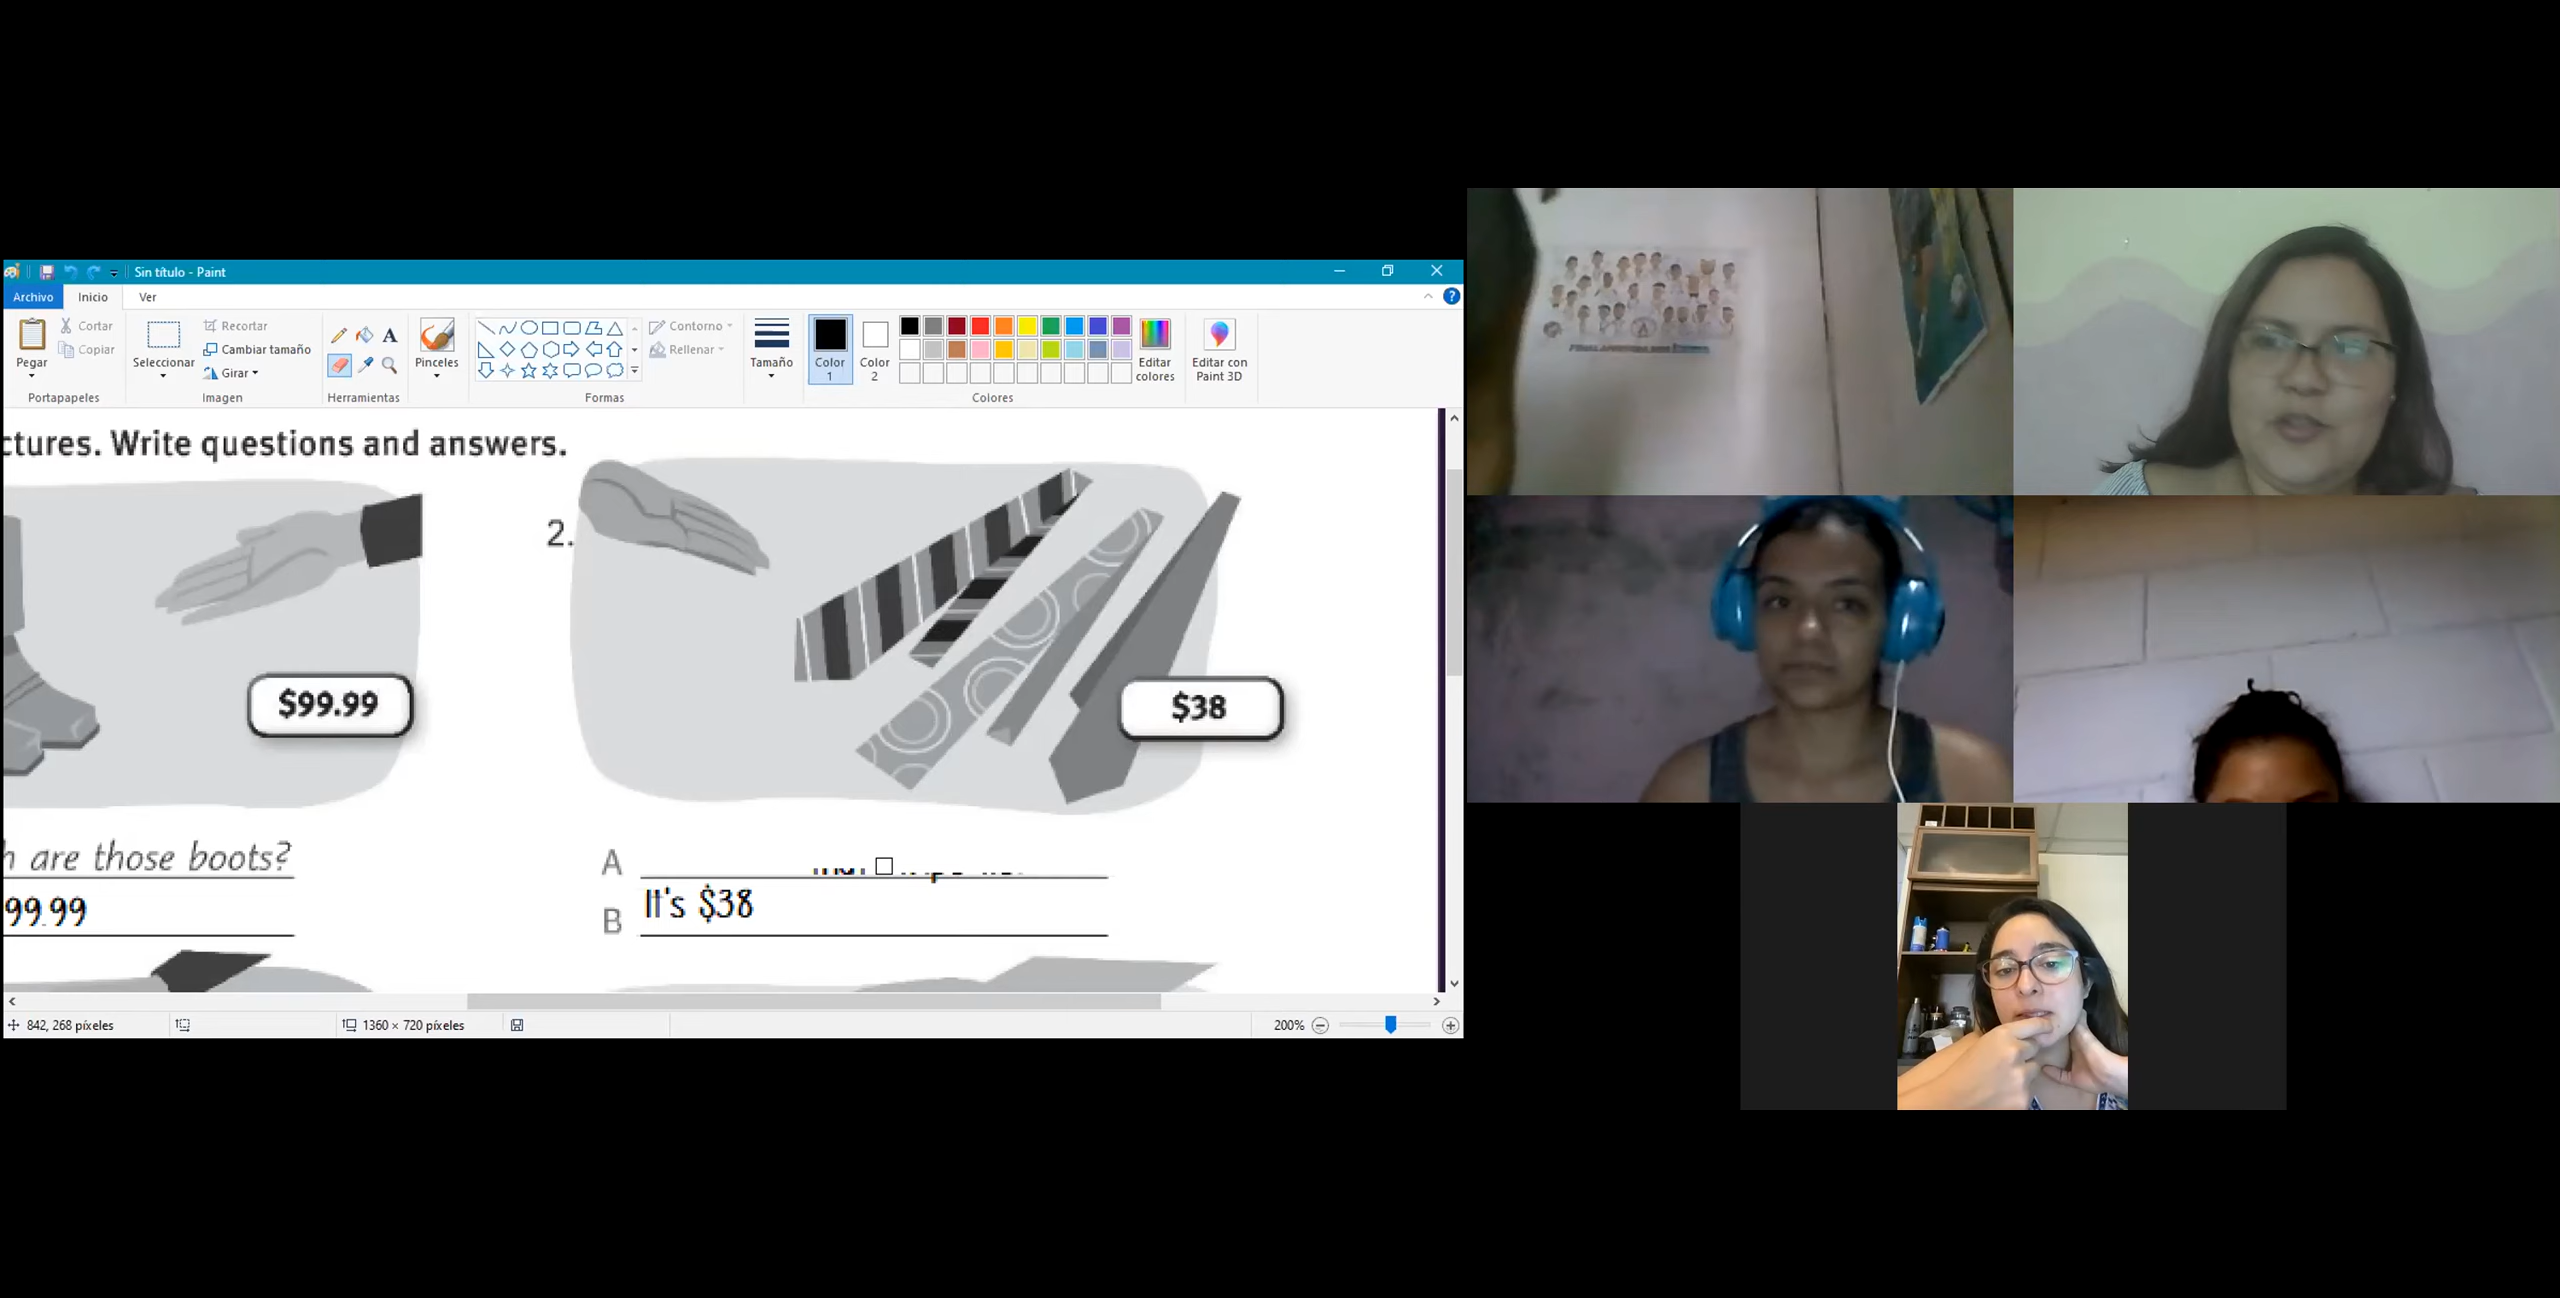 Sin título - Paint
Archivo Inicio Ver
Pegar
Cortar
Copiar
Portapapeles
Seleccionar
Recortar
Cambiar tamaño
Girar
Imagen
A
Herramientas
Pinceles
Formas
Contorno
Rellenar
Tamaño
Color 1
Color 2
Editar colores
Editar con Paint 3D
Colores
ctures. Write questions and answers.
$99.99
h are those boots?
99.99
2.
$38
A
B It's $38
842, 268 píxeles
1360 × 720 píxeles
200%